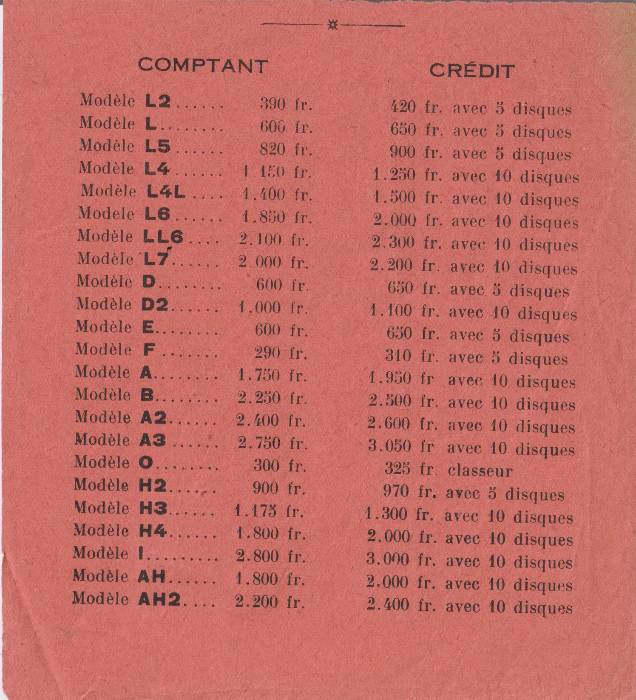 COMPTANT CRÉDIT
Modèle L2...... 390 fr. 420 fr. avec 5 disques
Modèle L........ 600 fr. 650 fr. avec 5 disques
Modèle L5...... 820 fr. 900 fr. avec 5 disques
Modèle L4...... 1.150 fr. 1.250 fr. avec 10 disques
Modèle L4L .... 1.400 fr. 1.500 fr. avec 10 disques
Modèle L6...... 1.850 fr. 2.000 fr. avec 10 disques
Modèle LL6.... 2.100 fr. 2.300 fr. avec 10 disques
Modèle L7...... 2.000 fr. 2.200 fr. avec 10 disques
Modèle D........ 600 fr. 650 fr. avec 5 disques
Modèle D2...... 1.000 fr. 1.100 fr. avec 10 disques
Modèle E........ 600 fr. 650 fr. avec 5 disques
Modèle F ....... 290 fr. 310 fr. avec 5 disques
Modèle A........ 1.750 fr. 1.950 fr avec 10 disques
Modèle B........ 2.250 fr. 2.500 fr. avec 10 disques
Modèle A2...... 2.400 fr. 2.600 fr. avec 10 disques
Modèle A3 ...... 2.750 fr. 3.050 fr avec 10 disques
Modèle O........ 300 fr. 325 fr. classeur
Modèle H2...... 900 fr. 970 fr. avec 5 disques
Modèle H3...... 1.175 fr. 1.300 fr. avec 10 disques
Modèle H4...... 1.800 fr. 2.000 fr. avec 10 disques
Modèle I......... 2.800 fr. 3.000 fr. avec 10 disques
Modèle AH...... 1.800 fr. 2.000 fr. avec 10 disques
Modèle AH2.... 2.200 fr. 2.400 fr. avec 10 disques